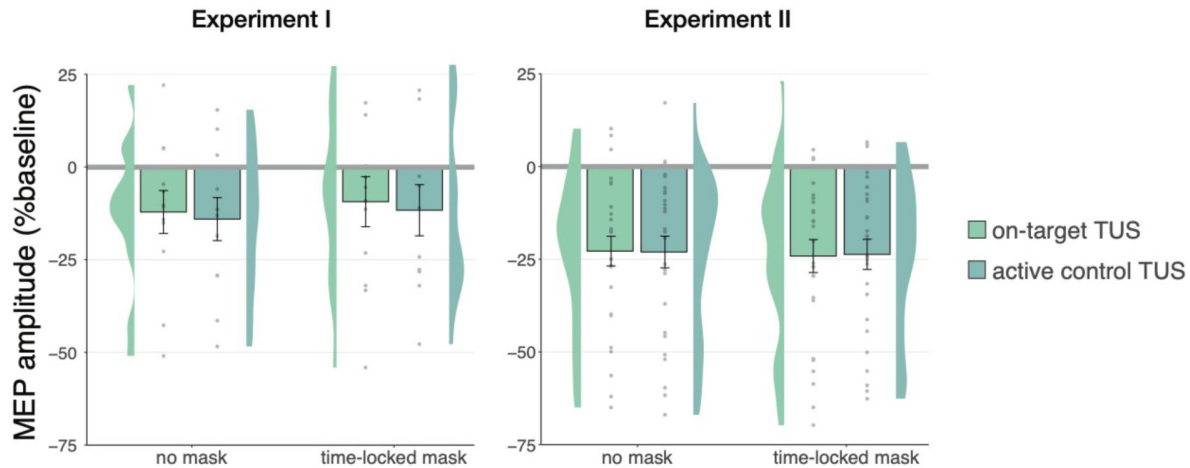 Experiment I
Experiment II
MEP amplitude (%baseline)
25
0
−25
−50
−75
no mask
time-locked mask
25
0
−25
−50
−75
no mask
time-locked mask
on-target TUS
active control TUS